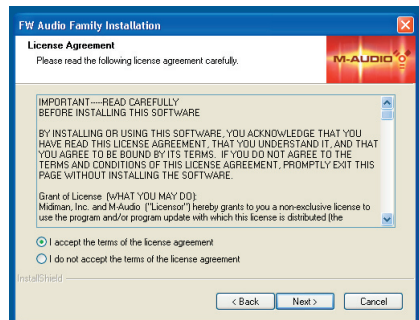 FW Audio Family Installation
License Agreement
Please read the following license agreement carefully.
M-AUDIO
IMPORTANT----READ CAREFULLY
BEFORE INSTALLING THIS SOFTWARE
BY INSTALLING OR USING THIS SOFTWARE, YOU ACKNOWLEDGE THAT YOU
HAVE READ THIS LICENSE AGREEMENT, THAT YOU UNDERSTAND IT, AND THAT
YOU AGREE TO BE BOUND BY ITS TERMS. IF YOU DO NOT AGREE TO THE
TERMS AND CONDITIONS OF THIS LICENSE AGREEMENT, PROMPTLY EXIT THIS
PAGE WITHOUT INSTALLING THE SOFTWARE.
Grant of License (WHAT YOU MAY DO):
Midiman, Inc. and M-Audio ("Licensor") hereby grants to you a non-exclusive license to
use the program and/or program update with which this license is distributed (the
I accept the terms of the license agreement
I do not accept the terms of the license agreement
InstallShield
< Back
Next >
Cancel